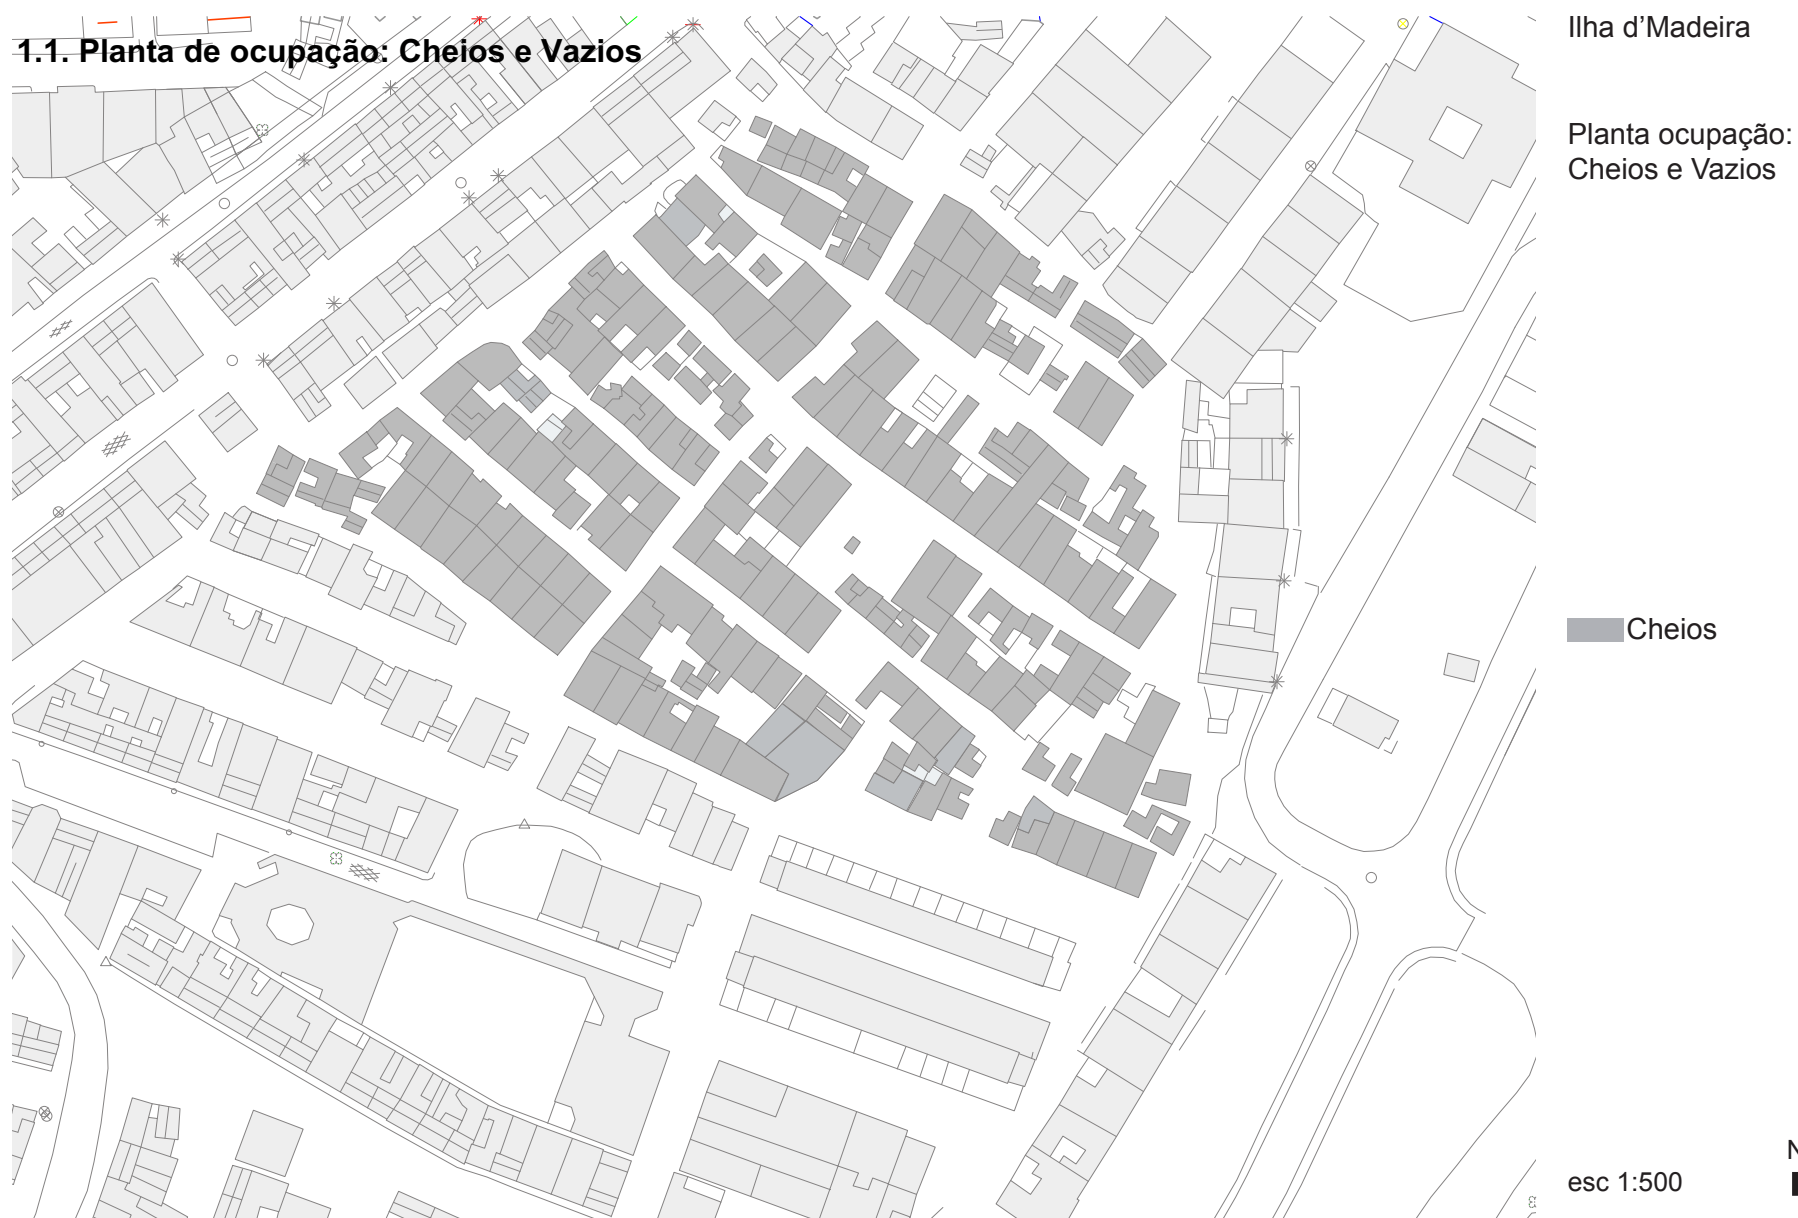 1.1. Planta de ocupação: Cheios e Vazios
Ilha d’Madeira
Planta ocupação:
Cheios e Vazios
Cheios
esc 1:500
N